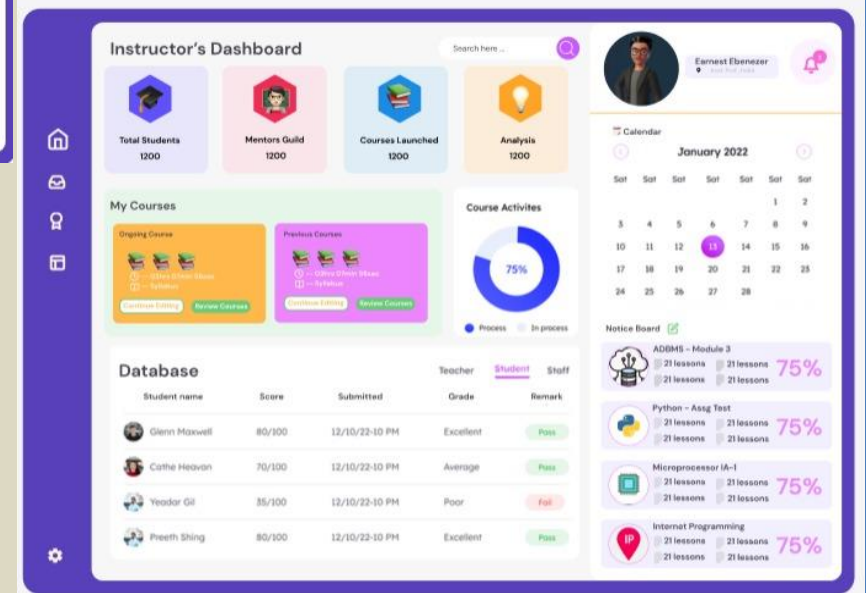 Instructor's Dashboard
Search here ...
Total Students
1200
Mentors Guild
1200
Courses Launched
1200
Analysis
1200
My Courses
Ongoing Course
Syllabus
Continue Editing
Review Courses
Previous Courses
Syllabus
Continue Editing
Review Courses
Course Activites
75%
Process
In process
Database
Teacher Student Staff
Student name Score Submitted Grade Remark
Glenn Maxwell 80/100 12/10/22-10 PM Excellent Pass
Cathe Heavan 70/100 12/10/22-10 PM Average Pass
Yeadar Gil 35/100 12/10/22-10 PM Poor Fail
Preeth Shing 80/100 12/10/22-10 PM Excellent Pass
Earnest Ebenezer
Calendar
January 2022
Sat Sat Sat Sat Sat Sat Sat
1 2
3 4 5 6 7 8 9
10 11 12 13 14 15 16
17 18 19 20 21 22 23
24 25 26 27 28
Notice Board
ADBMS - Module 3
21 lessons 21 lessons
21 lessons 21 lessons
75%
Python - Assg Test
21 lessons 21 lessons
21 lessons 21 lessons
75%
Microprocessor IA-1
21 lessons 21 lessons
21 lessons 21 lessons
75%
Internet Programming
IP
21 lessons 21 lessons
21 lessons 21 lessons
75%